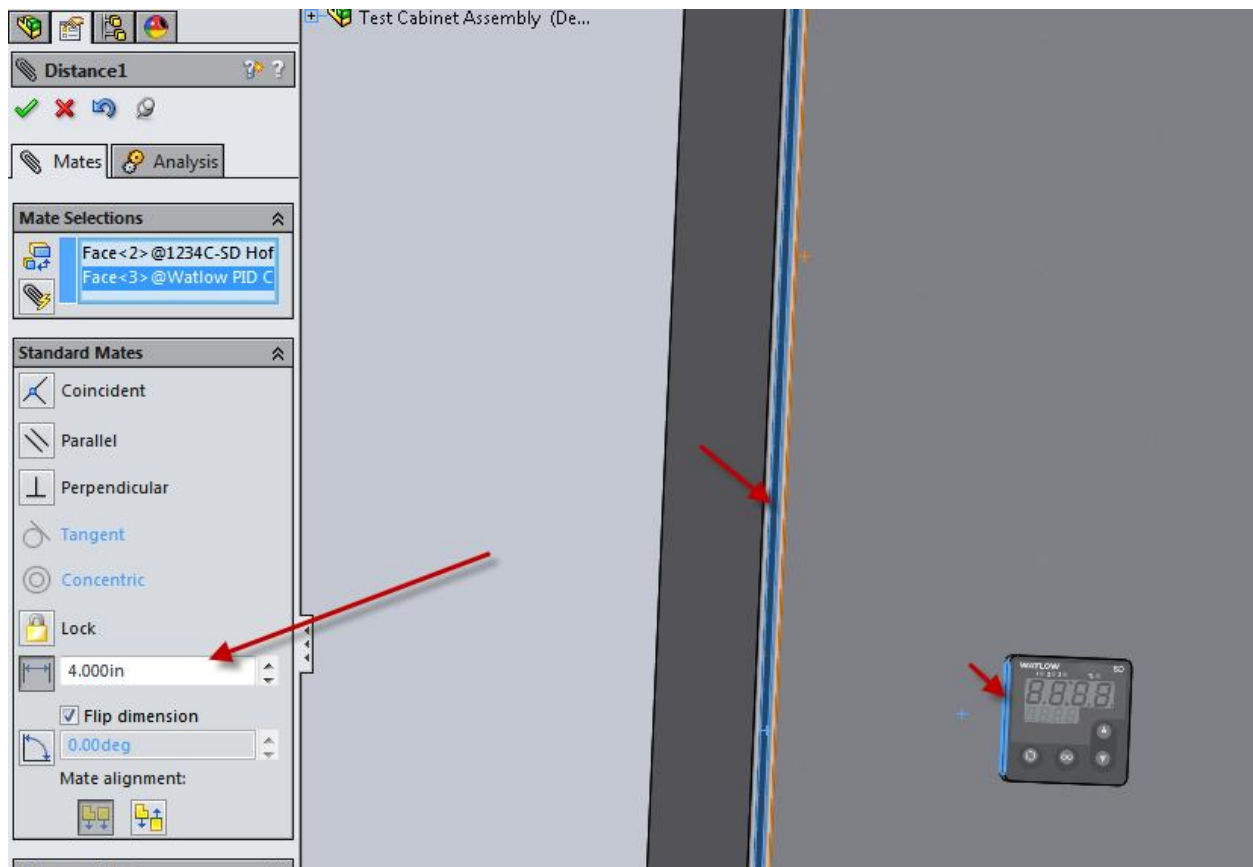 Test Cabinet Assembly (De...
Distance1
Mates
Analysis
Mate Selections
Face<2>@1234C-SD Hof
Face<3>@Watlow PID C
Standard Mates
Coincident
Parallel
Perpendicular
Tangent
Concentric
Lock
4.000in
Flip dimension
0.00deg
Mate alignment:
WATLOW SD
8.8.8.8.
8888